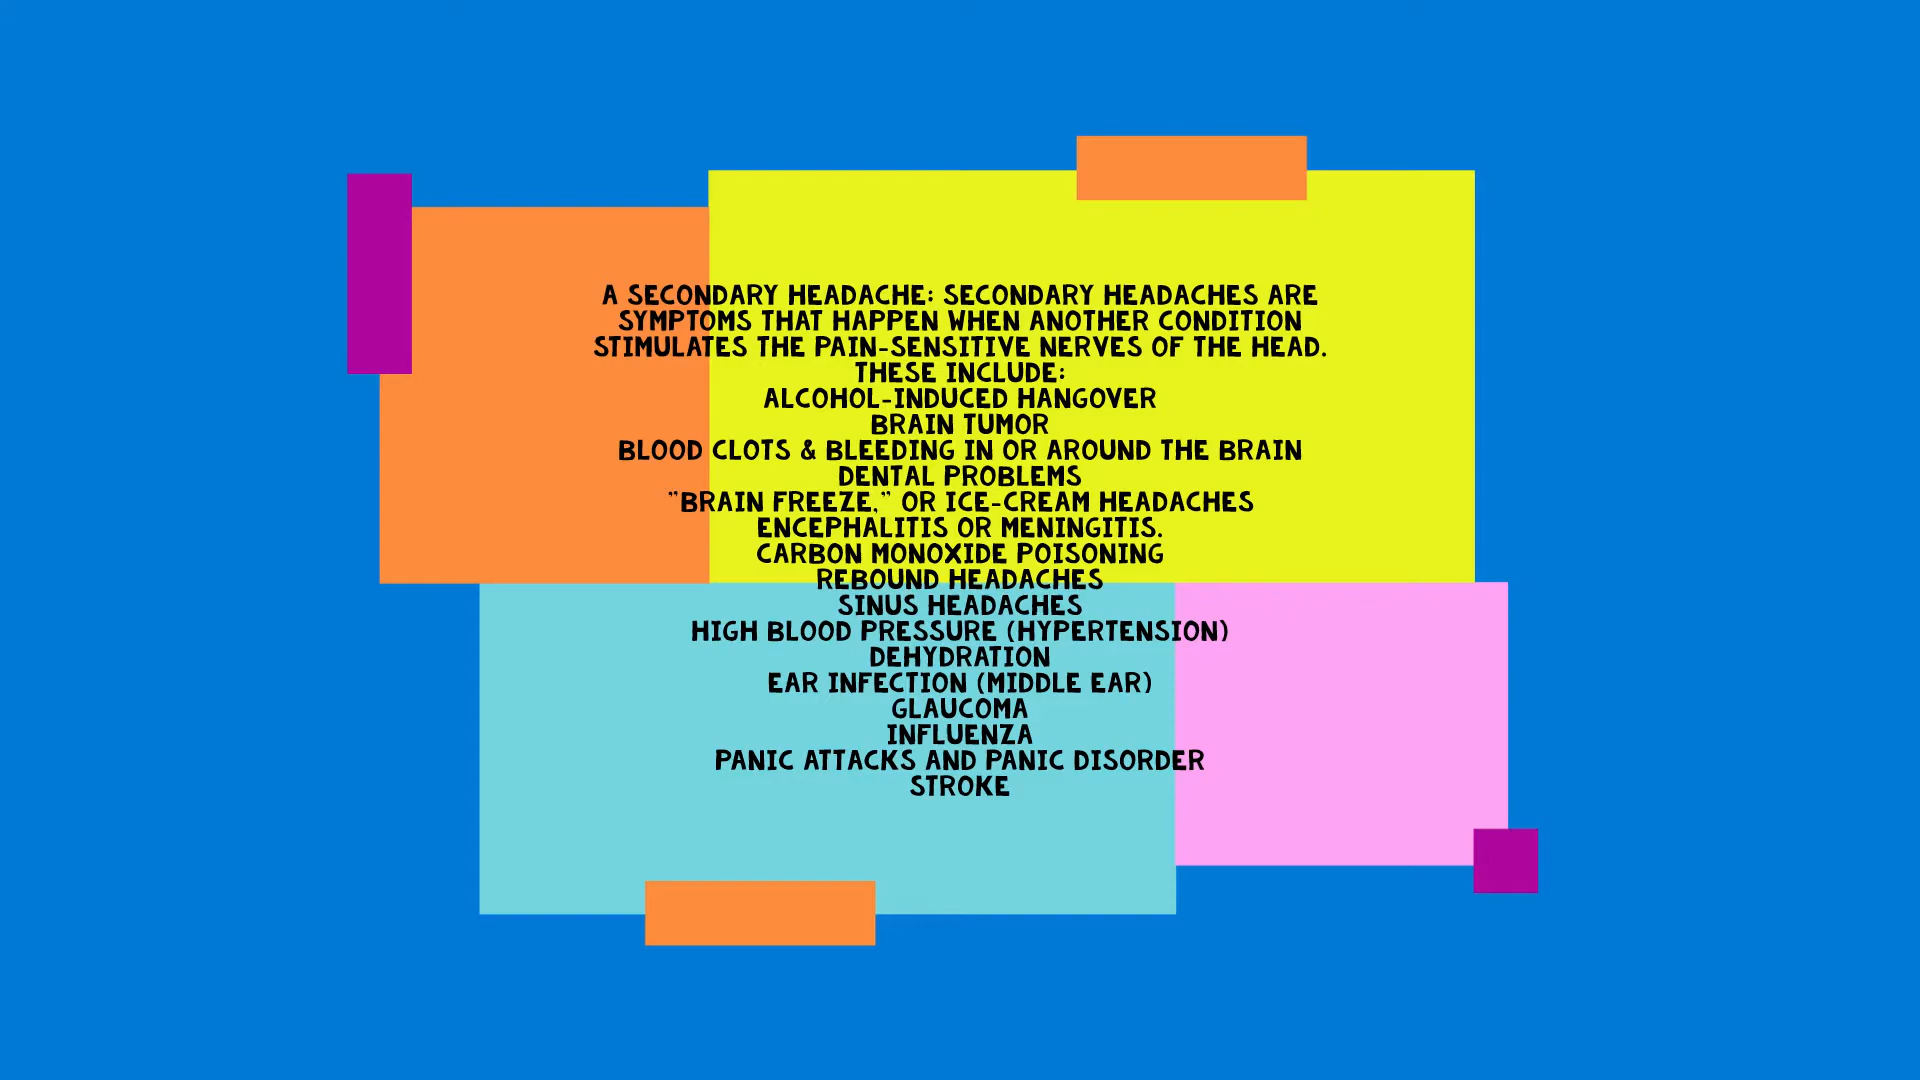 A SECONDARY HEADACHE: SECONDARY HEADACHES ARE
SYMPTOMS THAT HAPPEN WHEN ANOTHER CONDITION
STIMULATES THE PAIN-SENSITIVE NERVES OF THE HEAD.
THESE INCLUDE:
ALCOHOL-INDUCED HANGOVER
BRAIN TUMOR
BLOOD CLOTS & BLEEDING IN OR AROUND THE BRAIN
DENTAL PROBLEMS
"BRAIN FREEZE," OR ICE-CREAM HEADACHES
ENCEPHALITIS OR MENINGITIS.
CARBON MONOXIDE POISONING
REBOUND HEADACHES
SINUS HEADACHES
HIGH BLOOD PRESSURE (HYPERTENSION)
DEHYDRATION
EAR INFECTION (MIDDLE EAR)
GLAUCOMA
INFLUENZA
PANIC ATTACKS AND PANIC DISORDER
STROKE